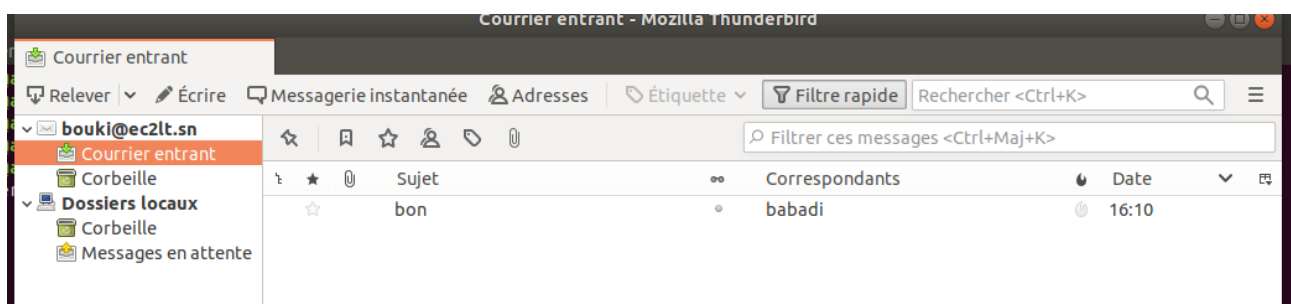 Courrier entrant - Mozilla Thunderbird
Courrier entrant
Relever Écrire Messagerie instantanée Adresses Étiquette Filtre rapide Rechercher <Ctrl+K>
bouki@ec2lt.sn
Filtrer ces messages <Ctrl+Maj+K>
Courrier entrant
Corbeille
Sujet Correspondants Date
Dossiers locaux
bon babadi 16:10
Corbeille
Messages en attente